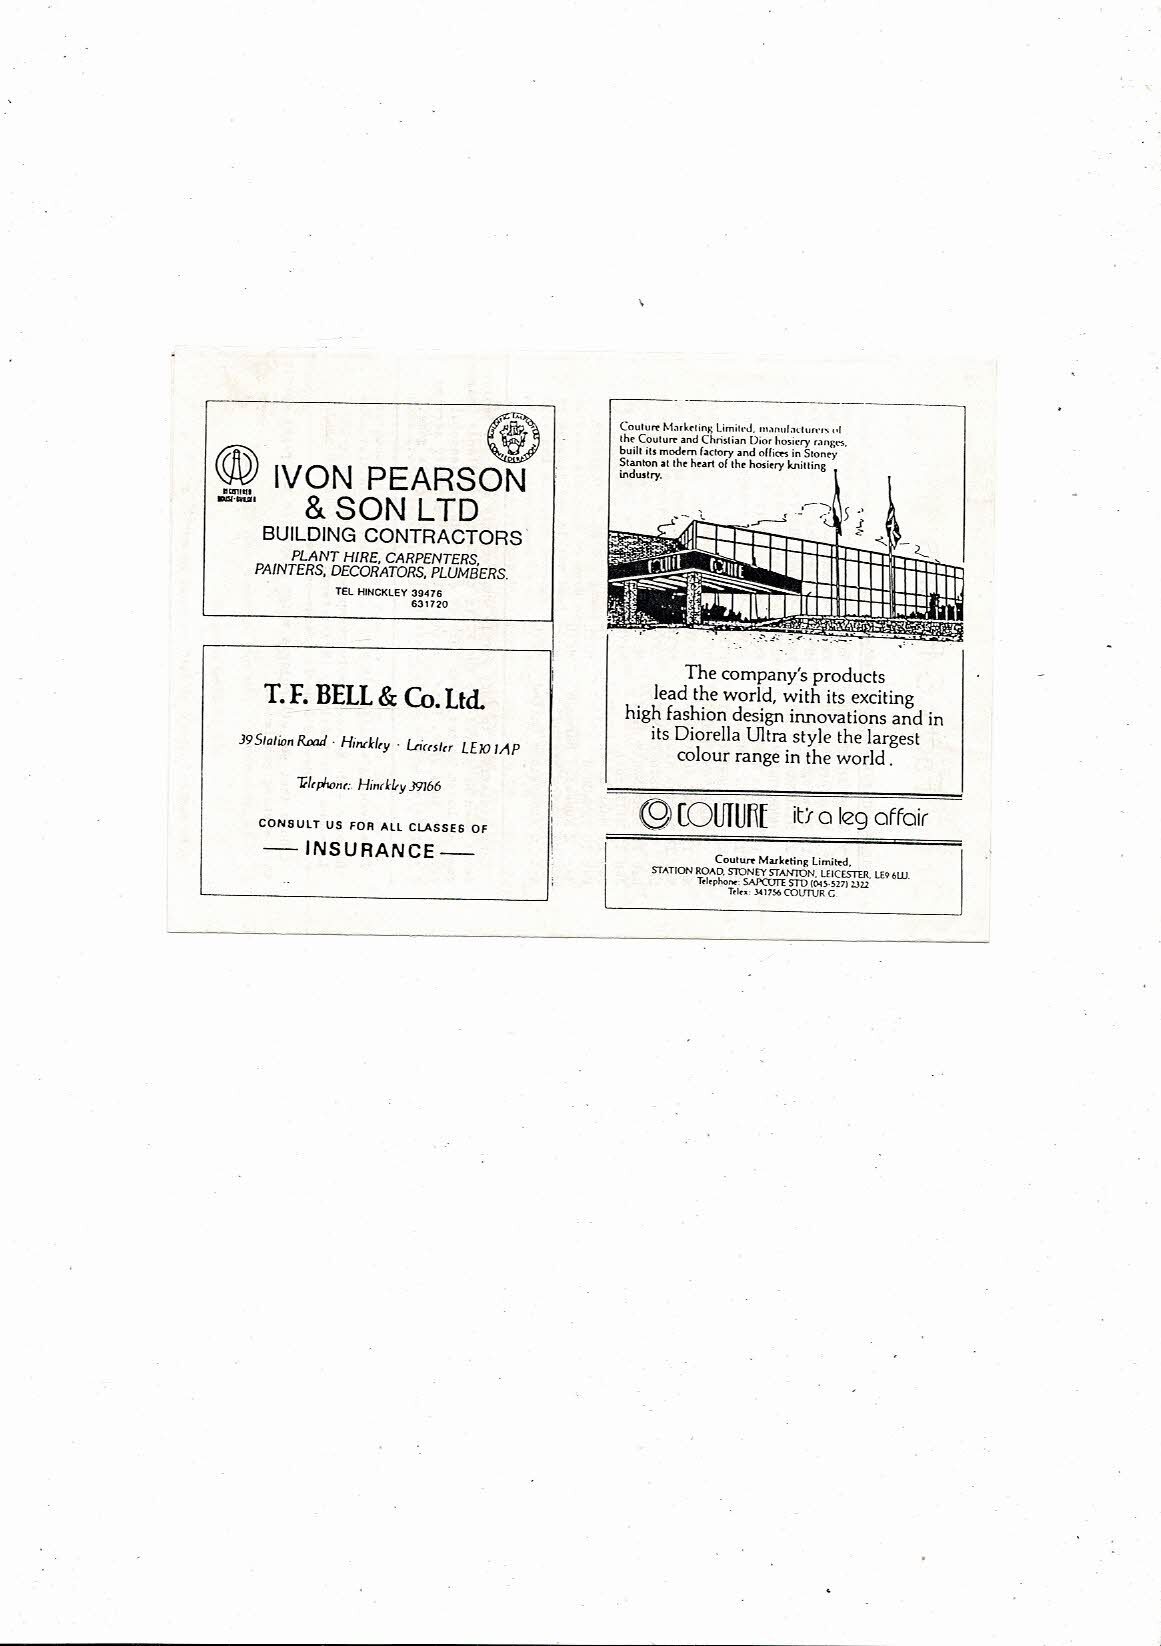 BUILDING EMPLOYERS CONFEDERATION
REGISTERED
HOUSE-BUILDER
IVON PEARSON
& SON LTD
BUILDING CONTRACTORS
PLANT HIRE, CARPENTERS,
PAINTERS, DECORATORS, PLUMBERS.
TEL HINCKLEY 39476
631720
T. F. BELL & Co. Ltd.
39 Station Road · Hinckley · Leicester LE10 1AP
Telephone: Hinckley 39166
CONSULT US FOR ALL CLASSES OF
— INSURANCE —
Couture Marketing Limited, manufacturers of
the Couture and Christian Dior hosiery ranges,
built its modern factory and offices in Stoney
Stanton at the heart of the hosiery knitting
industry.
The company's products
lead the world, with its exciting
high fashion design innovations and in
its Diorella Ultra style the largest
colour range in the world.
COUTURE it's a leg affair
Couture Marketing Limited,
STATION ROAD, STONEY STANTON, LEICESTER, LE9 6LU.
Telephone: SAPCOTE STD (045-527) 2322
Telex: 341756 COUTUR G